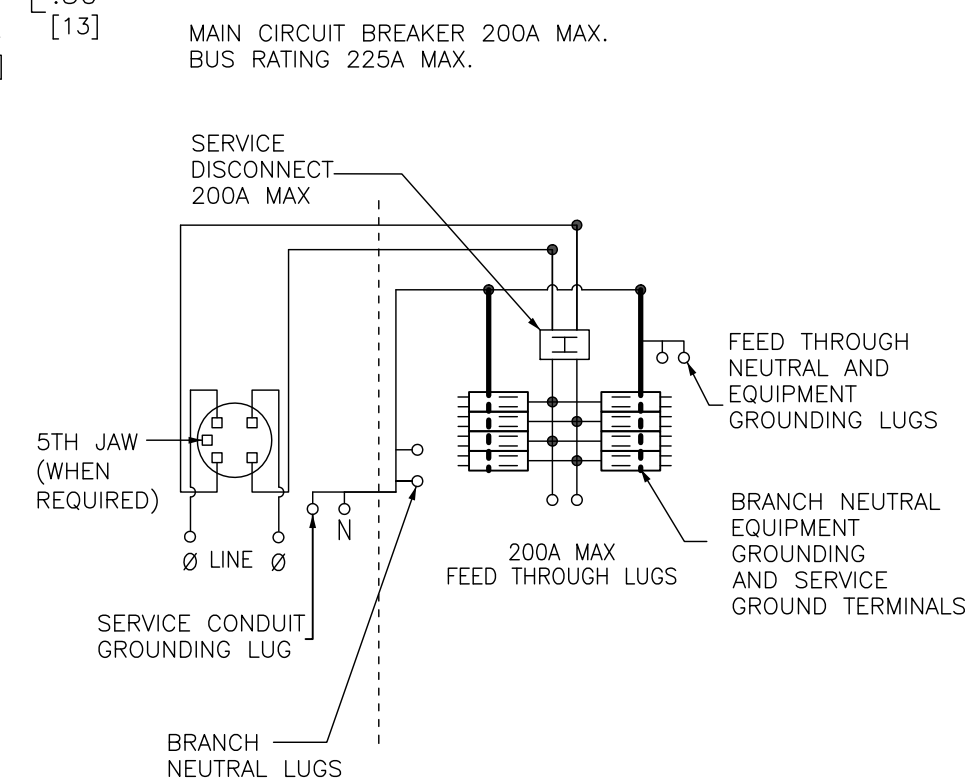 [13]
MAIN CIRCUIT BREAKER 200A MAX.
BUS RATING 225A MAX.
SERVICE
DISCONNECT
200A MAX
FEED THROUGH
NEUTRAL AND
EQUIPMENT
GROUNDING LUGS
5TH JAW
(WHEN
REQUIRED)
BRANCH NEUTRAL
EQUIPMENT
GROUNDING
AND SERVICE
GROUND TERMINALS
Ø LINE Ø
N
200A MAX
FEED THROUGH LUGS
SERVICE CONDUIT
GROUNDING LUG
BRANCH
NEUTRAL LUGS